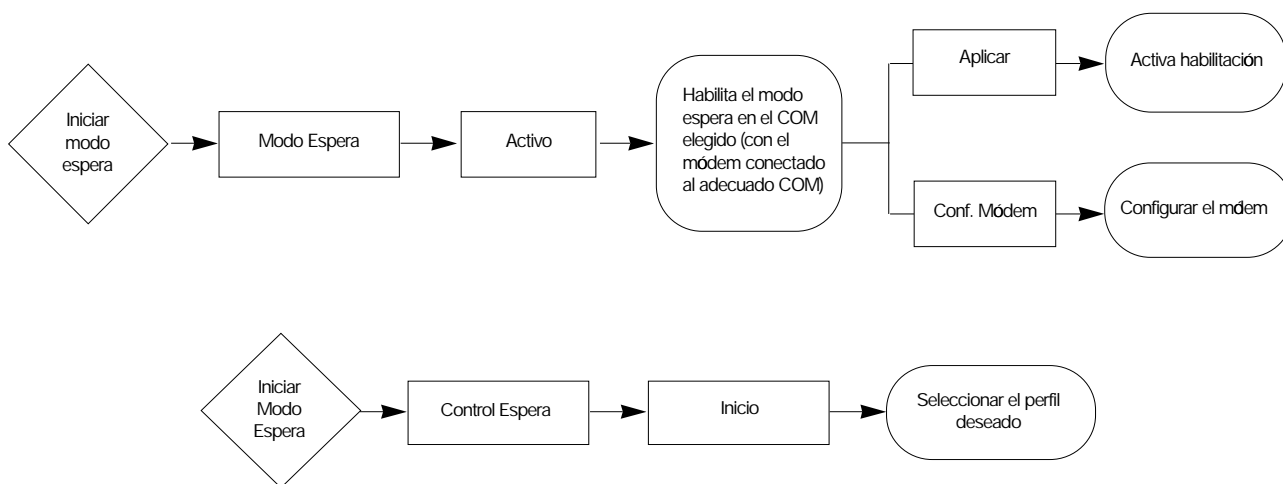 Iniciar
modo
espera
Modo Espera
Activo
Habilita el modo
espera en el COM
elegido (con el
módem conectado
al adecuado COM)
Aplicar
Activa habilitación
Conf. Módem
Configurar el módem
Iniciar
Modo
Espera
Control Espera
Inicio
Seleccionar el perfil
deseado